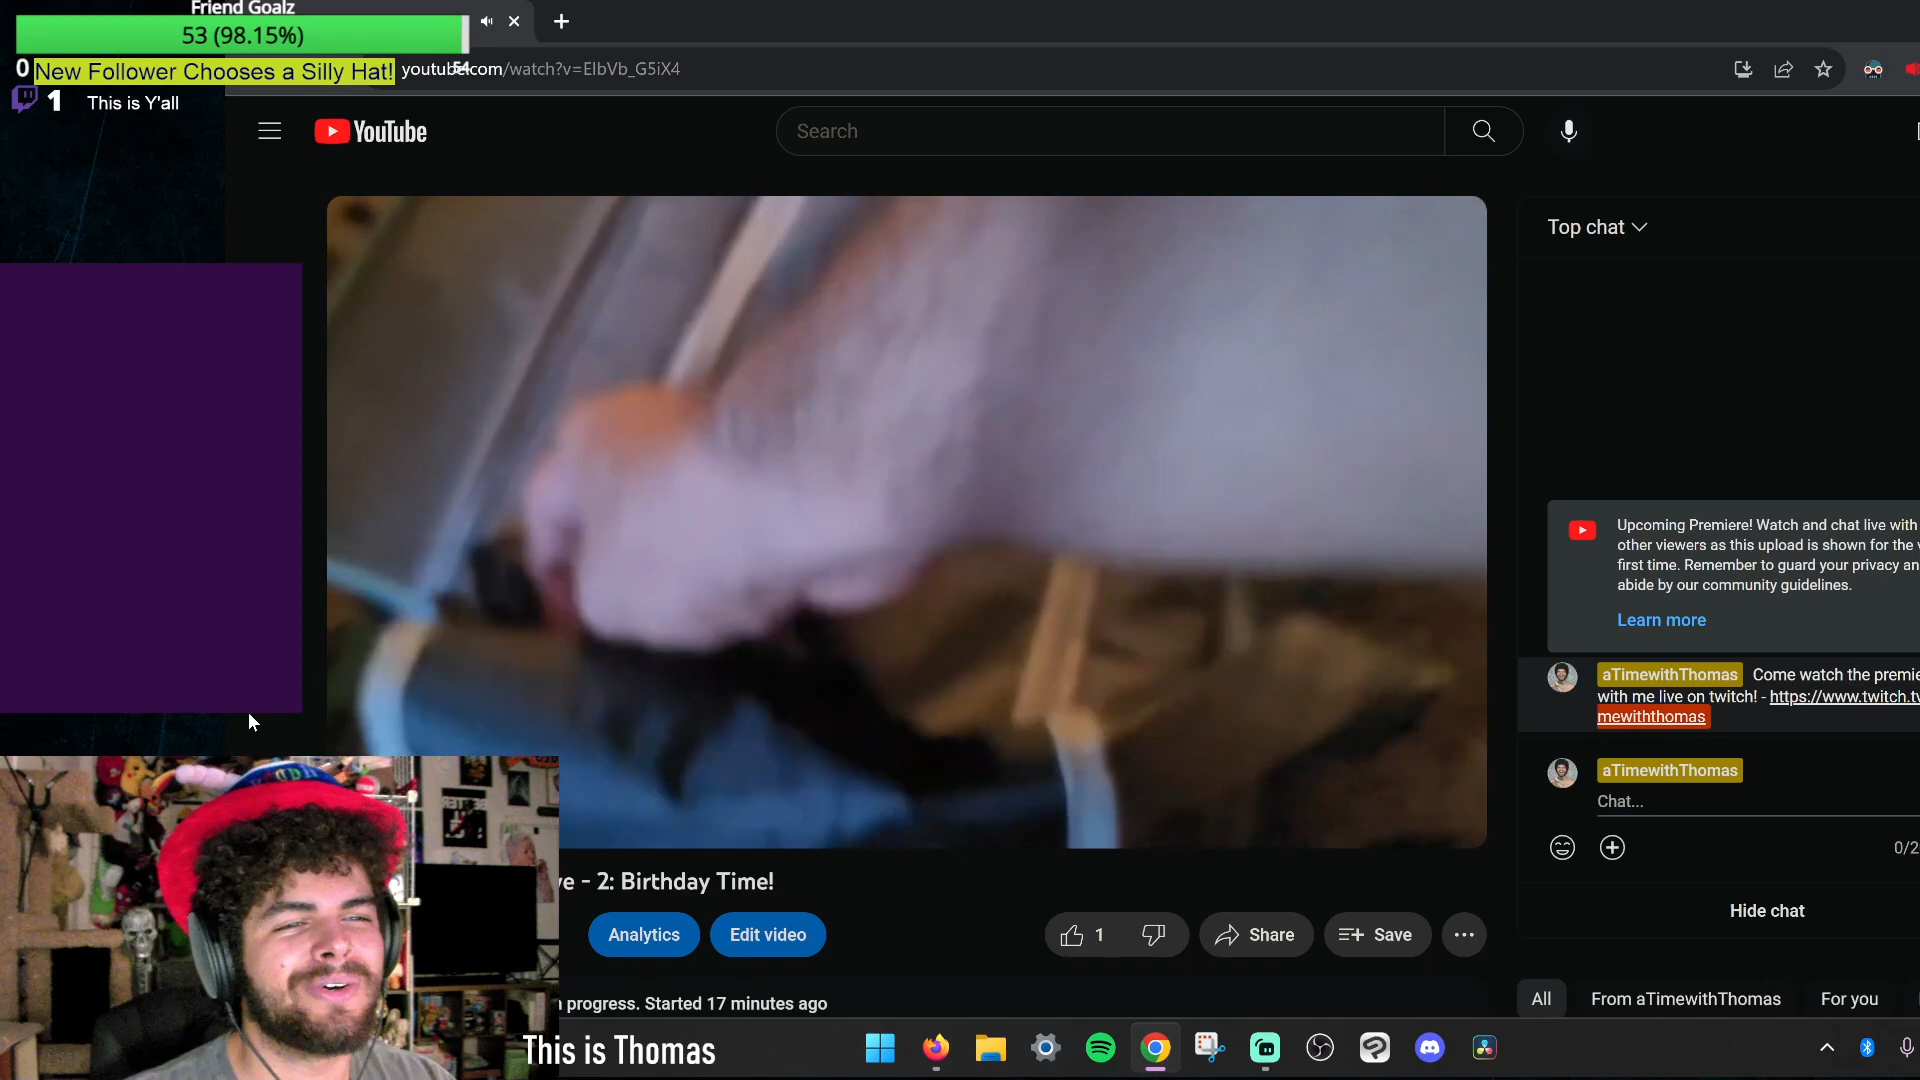 Friend Goalz
53 (98.15%)
0
54
New Follower Chooses a Silly Hat!
youtube.com/watch?v=EIbVb_G5iX4
1 This is Y'all
YouTube
Search
Top chat
Upcoming Premiere! Watch and chat live with
other viewers as this upload is shown for the
first time. Remember to guard your privacy an
abide by our community guidelines.
Learn more
aTimewithThomas Come watch the premie
with me live on twitch! - https://www.twitch.tv
mewiththomas
aTimewithThomas
Chat...
0/2
Hide chat
ve - 2: Birthday Time!
Analytics
Edit video
1
Share
Save
progress. Started 17 minutes ago
All
From aTimewithThomas
For you
This is Thomas